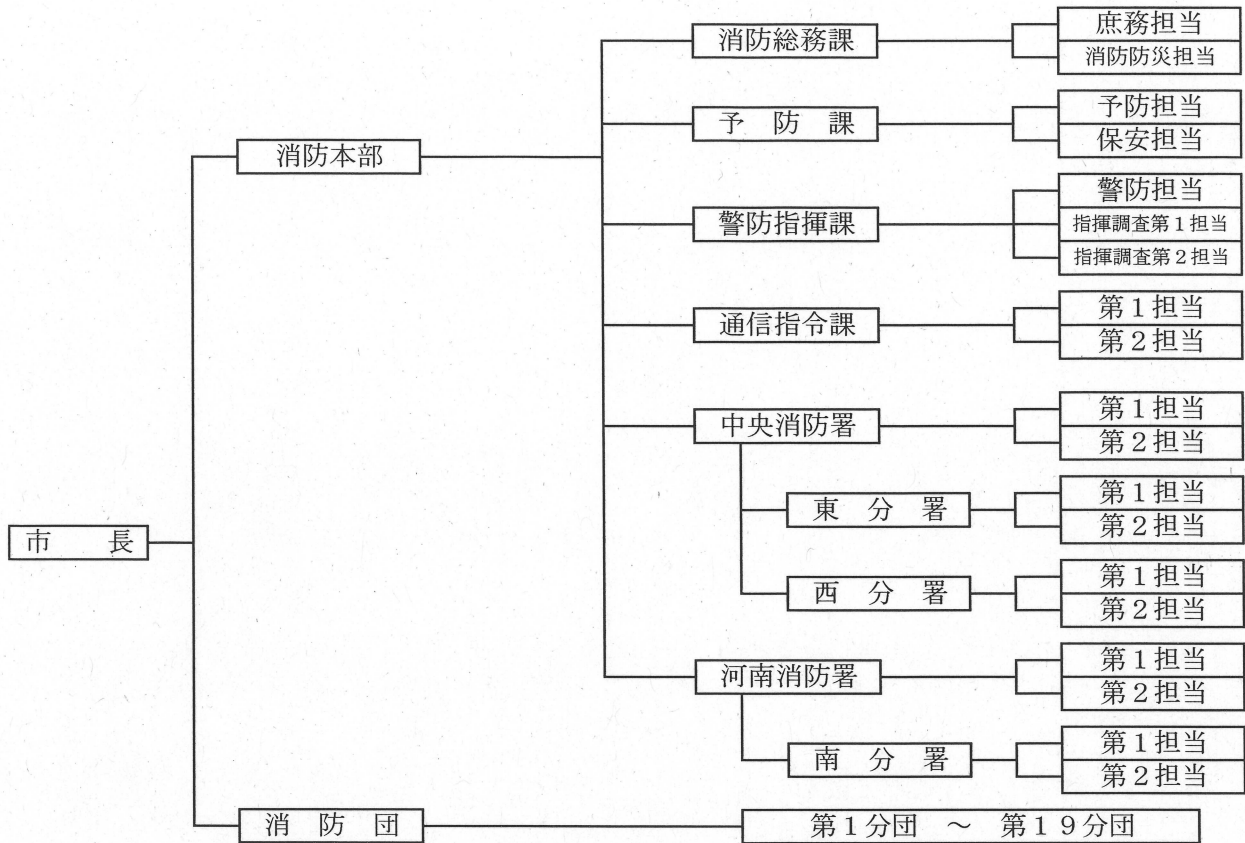 消防総務課
庶務担当
消防防災担当
予防課
予防担当
保安担当
消防本部
警防指揮課
警防担当
指揮調査第1担当
指揮調査第2担当
通信指令課
第1担当
第2担当
中央消防署
第1担当
第2担当
東分署
第1担当
第2担当
市長
西分署
第1担当
第2担当
河南消防署
第1担当
第2担当
南分署
第1担当
第2担当
消防団
第1分団 ~ 第19分団